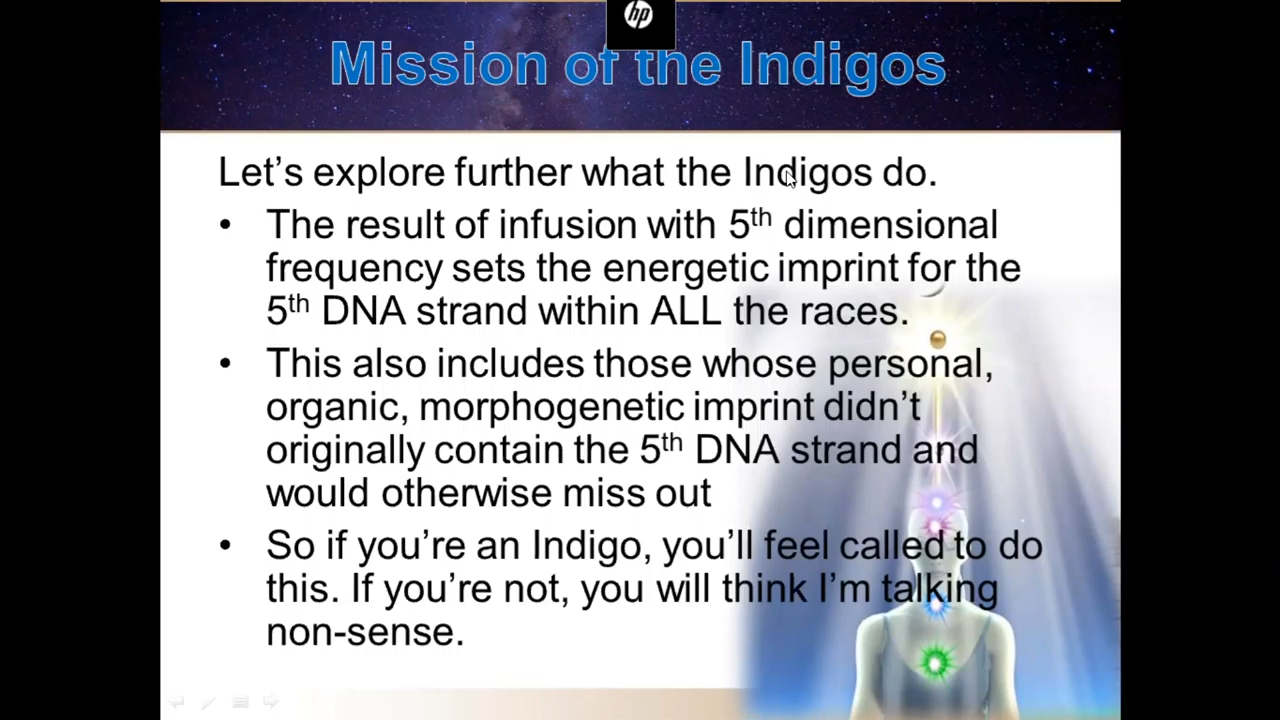 hp
Mission of the Indigos
Let’s explore further what the Indigos do.
• The result of infusion with 5th dimensional
frequency sets the energetic imprint for the
5th DNA strand within ALL the races.
• This also includes those whose personal,
organic, morphogenetic imprint didn’t
originally contain the 5th DNA strand and
would otherwise miss out
• So if you’re an Indigo, you’ll feel called to do
this. If you’re not, you will think I’m talking
non-sense.